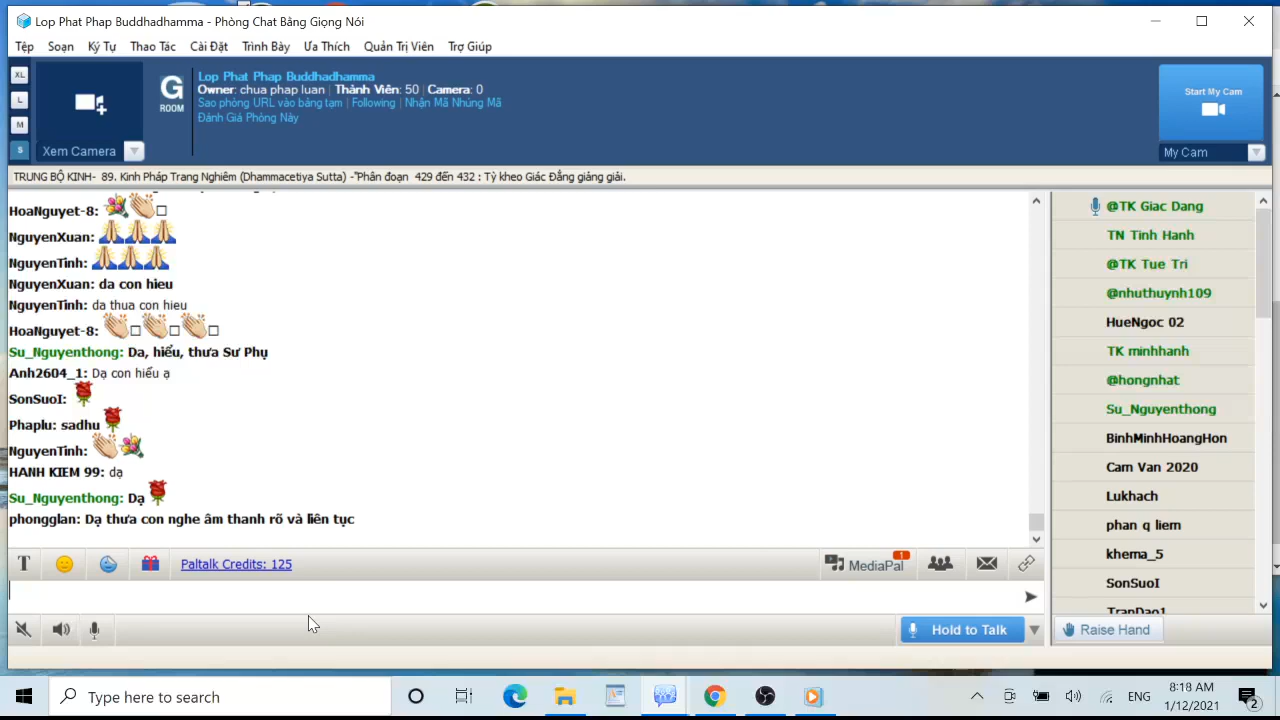 Lop Phat Phap Buddhadhamma - Phòng Chat Bằng Giọng Nói
Tệp Soạn Ký Tự Thao Tác Cài Đặt Trình Bày Ưa Thích Quản Trị Viên Trợ Giúp
XL
L
M
S
Xem Camera
G
ROOM
Lop Phat Phap Buddhadhamma
Owner: chua phap luan | Thành Viên: 50 | Camera: 0
Sao phòng URL vào bảng tạm | Following | Nhận Mã Nhúng Mã
Đánh Giá Phòng Này
Start My Cam
My Cam
TRUNG BỘ KINH- 89. Kinh Pháp Trang Nghiêm (Dhammacetiya Sutta) -"Phân đoạn 429 đến 432 : Tỳ kheo Giác Đẳng giảng giải.
HoaNguyet-8:
NguyenXuan:
NguyenTinh:
NguyenXuan: da con hieu
NguyenTinh: da thua con hieu
HoaNguyet-8:
Su_Nguyenthong: Da, hiểu, thưa Sư Phụ
Anh2604_1: Dạ con hiểu ạ
SonSuoI:
Phaplu: sadhu
NguyenTinh:
HANH KIEM 99: dạ
Su_Nguyenthong: Dạ
phongglan: Dạ thưa con nghe âm thanh rõ và liên tục
@TK Giac Dang
TN Tinh Hanh
@TK Tue Tri
@nhuthuynh109
HueNgoc 02
TK minhhanh
@hongnhat
Su_Nguyenthong
BinhMinhHoangHon
Cam Van 2020
Lukhach
phan q liem
khema_5
SonSuoI
TranDao1
T
Paltalk Credits: 125
MediaPal
1
Hold to Talk
Raise Hand
Type here to search
ENG
8:18 AM
1/12/2021
2